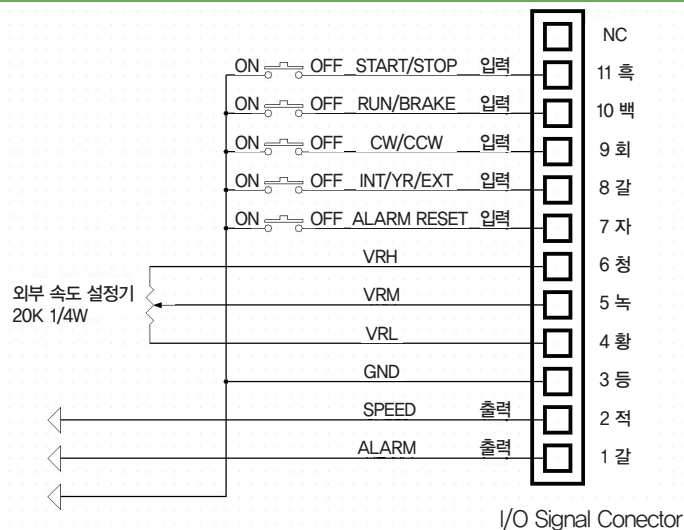 NC
ON OFF START/STOP 입력 11 흑
ON OFF RUN/BRAKE 입력 10 백
ON OFF CW/CCW 입력 9 회
ON OFF INT/YR/EXT 입력 8 갈
ON OFF ALARM RESET 입력 7 자
VRH 6 청
외부 속도 설정기
20K 1/4W
VRM 5 녹
VRL 4 황
GND 3 등
SPEED 출력 2 적
ALARM 출력 1 갈
I/O Signal Conector